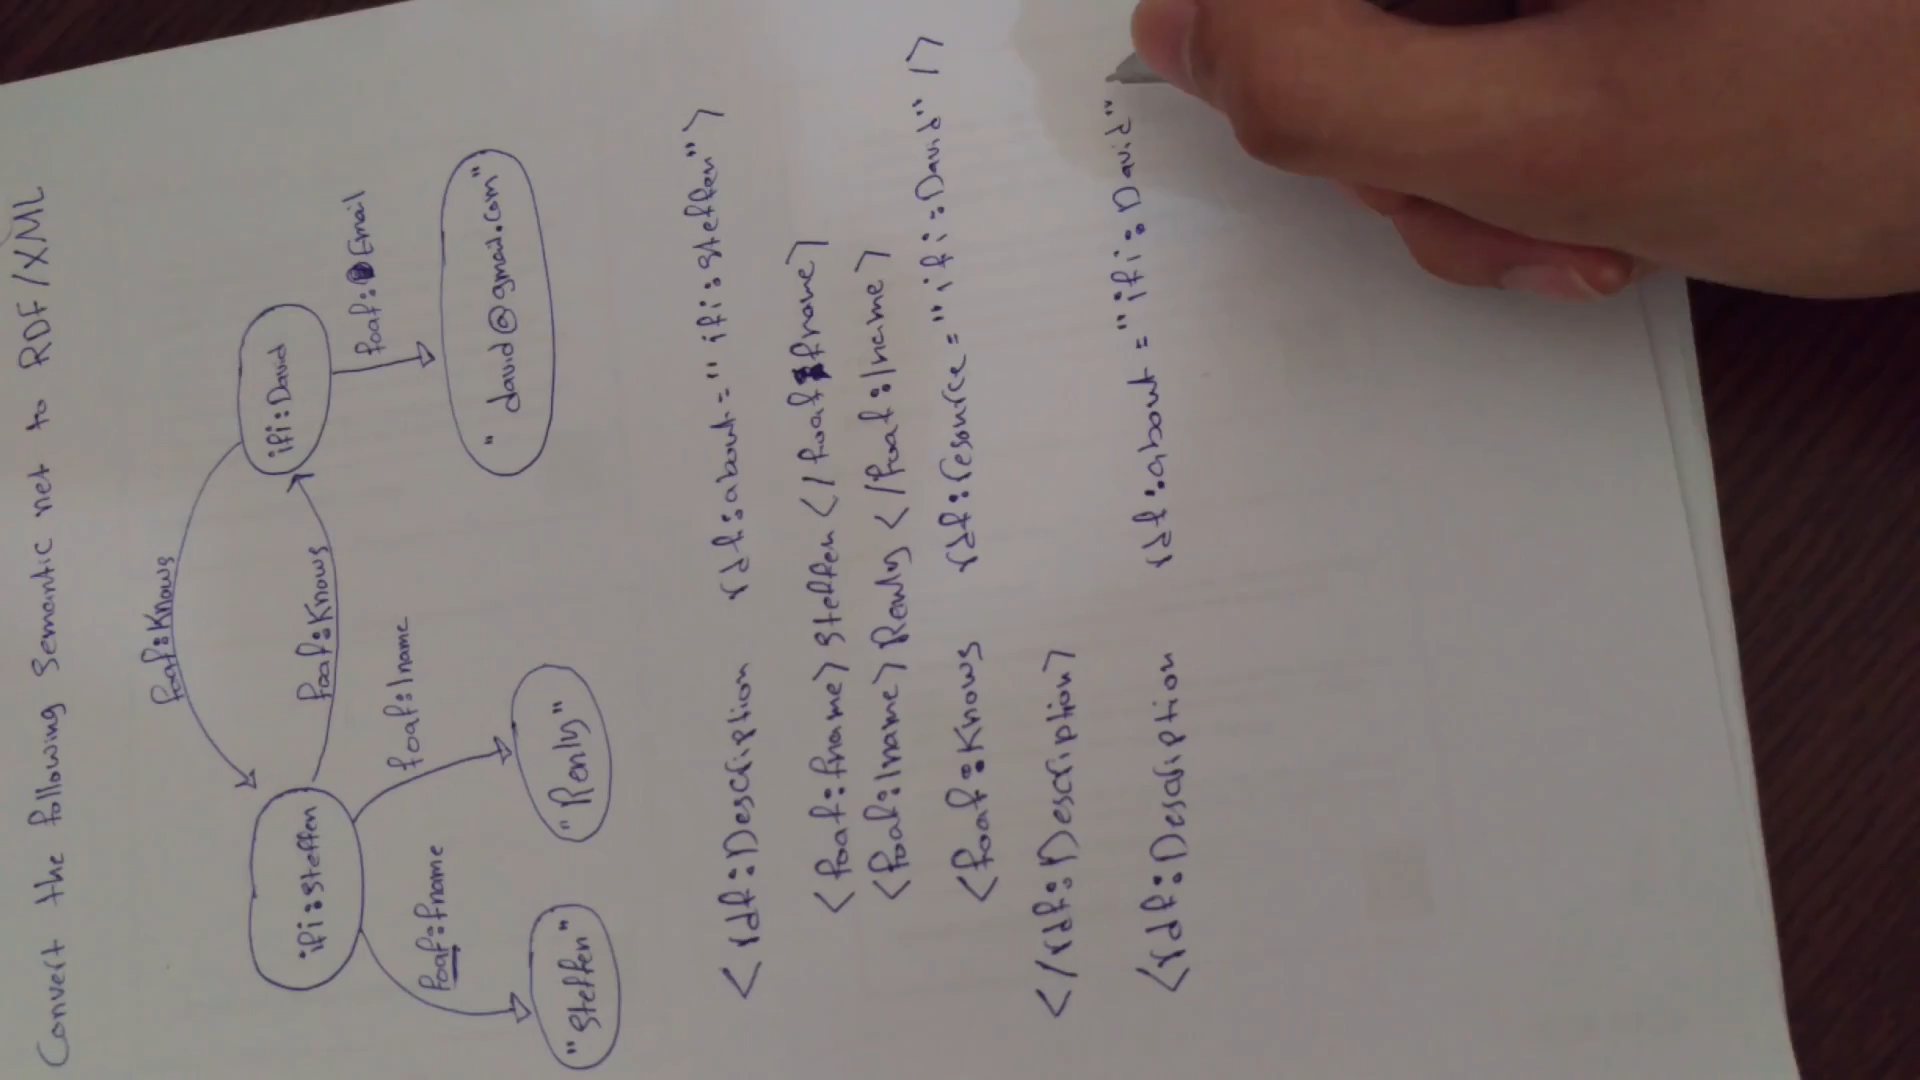 Convert the following Semantic net to RDF/XML
foaf:Knows
ifi:David
foaf:Knows
foaf:Email
ifi:Steffen
foaf:lname
"david@gmail.com"
foaf:fname
"Renly"
"Steffen"
<rdf:Description rdf:about="ifi:Steffen">
<foaf:fname>Steffen</foaf:fname>
<foaf:lname>Renly</foaf:lname>
<foaf:Knows rdf:resource="ifi:David"/>
</rdf:Description>
<rdf:Description rdf:about="ifi:David"